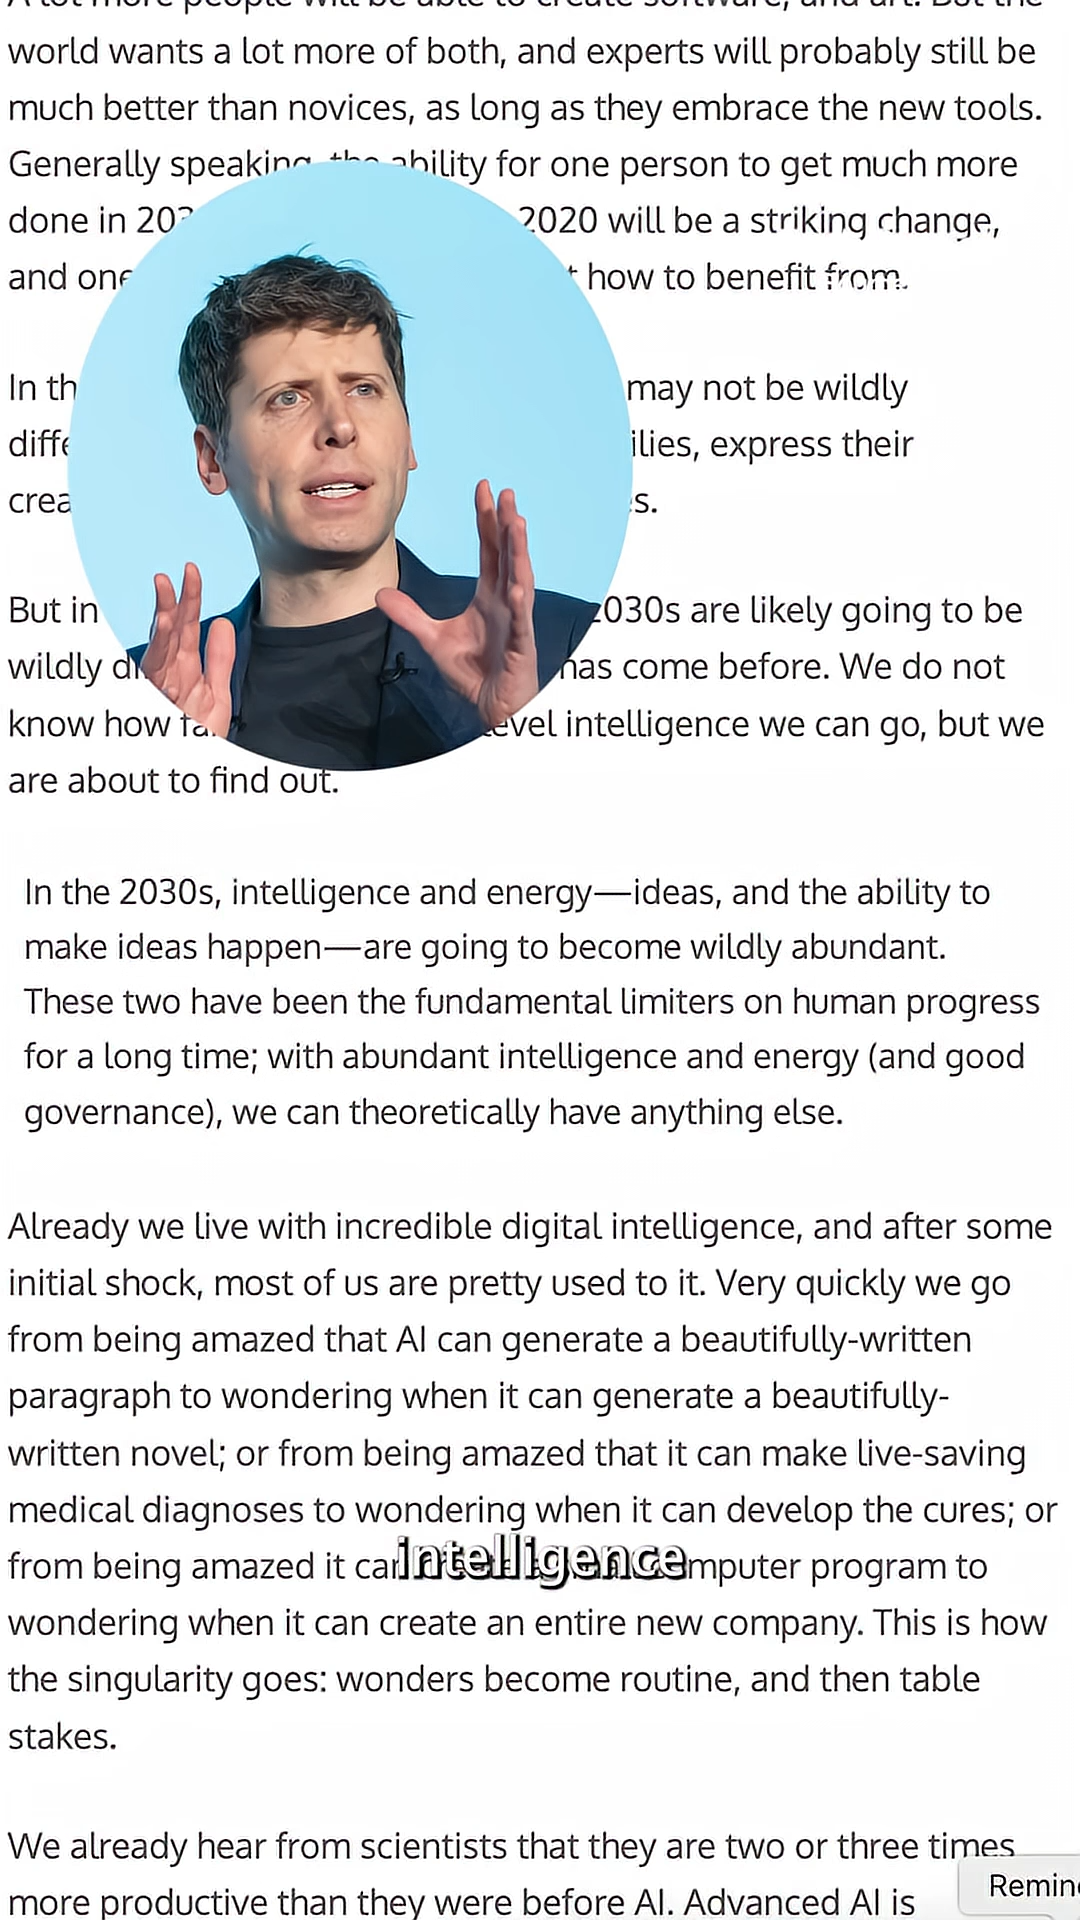 world wants a lot more of both, and experts will probably still be
much better than novices, as long as they embrace the new tools.
Generally speaking, the ability for one person to get much more
done in 2020 will be a striking change,
and one how to benefit from.
In th may not be wildly
diffe ilies, express their
crea s.
But in 2030s are likely going to be
wildly has come before. We do not
know how level intelligence we can go, but we
are about to find out.
In the 2030s, intelligence and energy—ideas, and the ability to
make ideas happen—are going to become wildly abundant.
These two have been the fundamental limiters on human progress
for a long time; with abundant intelligence and energy (and good
governance), we can theoretically have anything else.
Already we live with incredible digital intelligence, and after some
initial shock, most of us are pretty used to it. Very quickly we go
from being amazed that AI can generate a beautifully-written
paragraph to wondering when it can generate a beautifully-
written novel; or from being amazed that it can make live-saving
medical diagnoses to wondering when it can develop the cures; or
from being amazed it can intelligence mputer program to
wondering when it can create an entire new company. This is how
the singularity goes: wonders become routine, and then table
stakes.
We already hear from scientists that they are two or three times
more productive than they were before AI. Advanced AI is
Remin